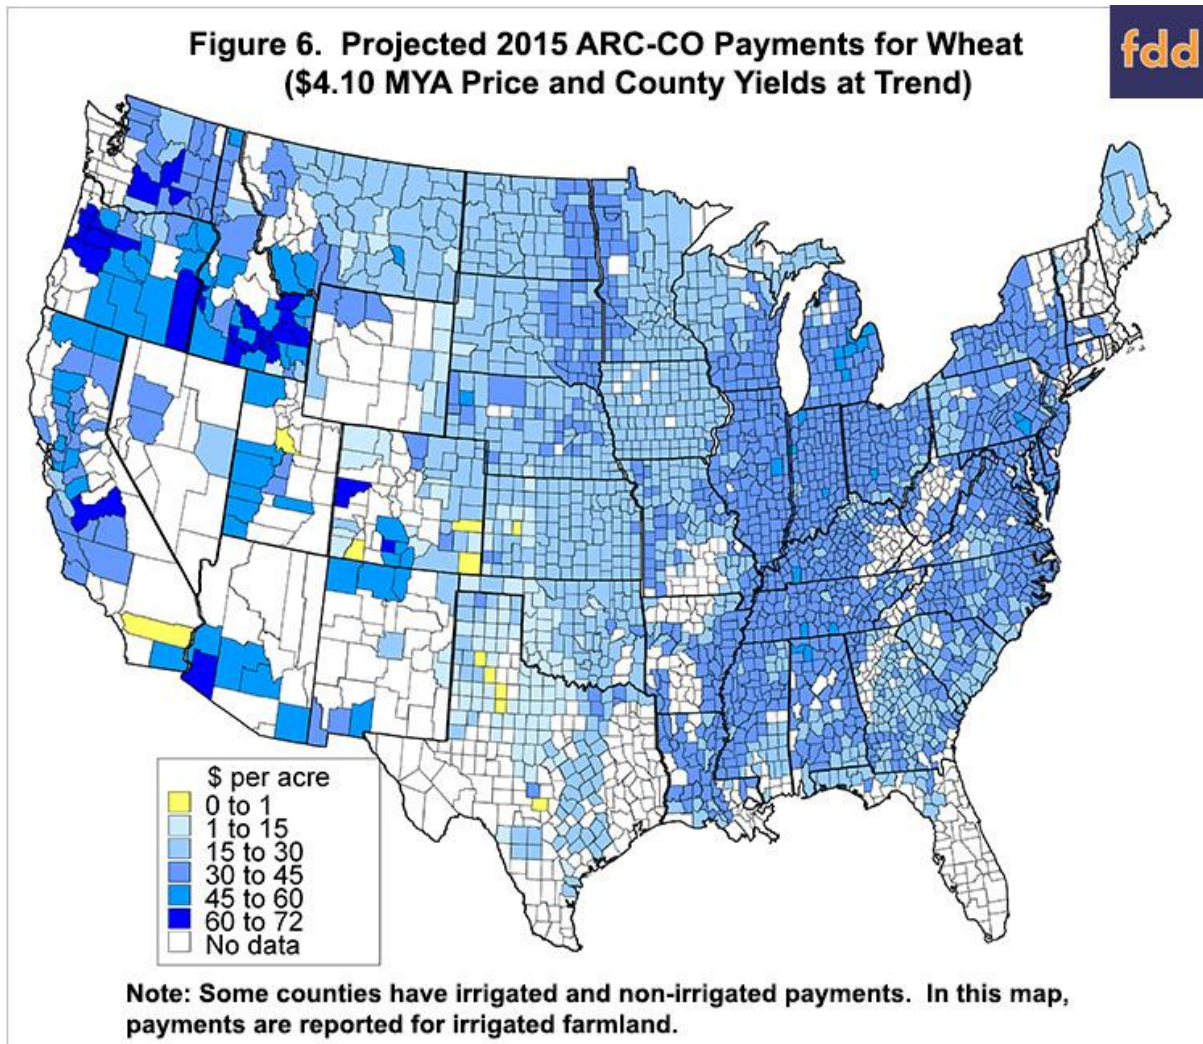 Figure 6.  Projected 2015 ARC-CO Payments for Wheat
($4.10 MYA Price and County Yields at Trend)
fdd
$ per acre
0 to 1
1 to 15
15 to 30
30 to 45
45 to 60
60 to 72
No data
Note: Some counties have irrigated and non-irrigated payments.  In this map,
payments are reported for irrigated farmland.